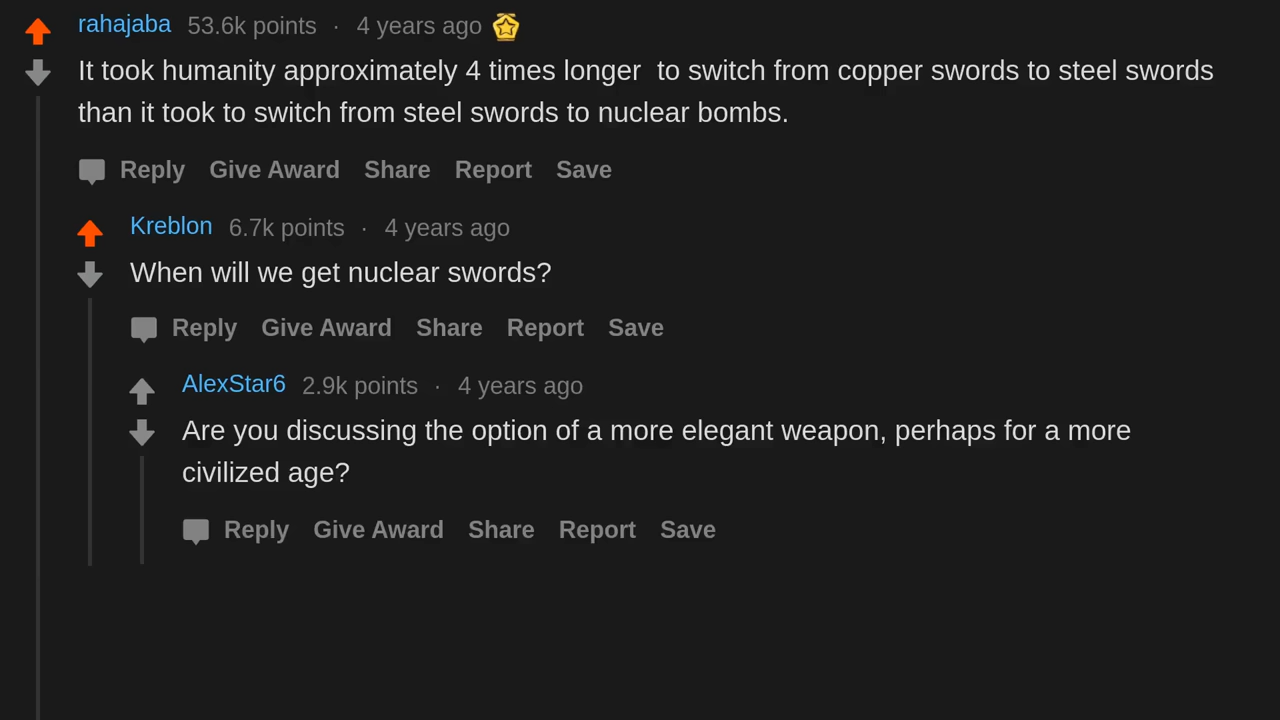 rahajaba 53.6k points · 4 years ago
It took humanity approximately 4 times longer  to switch from copper swords to steel swords
than it took to switch from steel swords to nuclear bombs.
Reply Give Award Share Report Save
Kreblon 6.7k points · 4 years ago
When will we get nuclear swords?
Reply Give Award Share Report Save
AlexStar6 2.9k points · 4 years ago
Are you discussing the option of a more elegant weapon, perhaps for a more
civilized age?
Reply Give Award Share Report Save